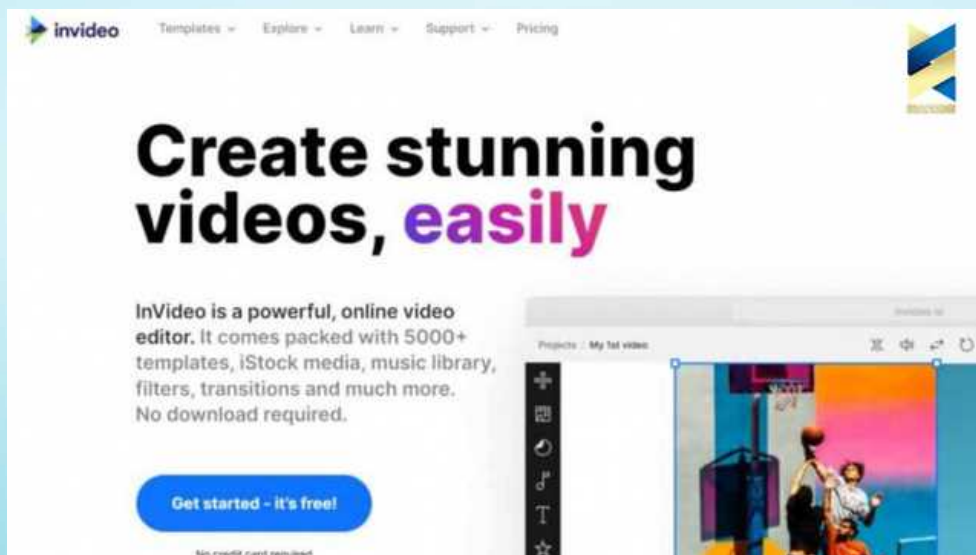 invideo
Templates Explore Learn Support Pricing
Create stunning
videos, easily
InVideo is a powerful, online video
editor. It comes packed with 5000+
templates, iStock media, music library,
filters, transitions and much more.
No download required.
Projects My 1st video
Get started - it's free!
No credit card required